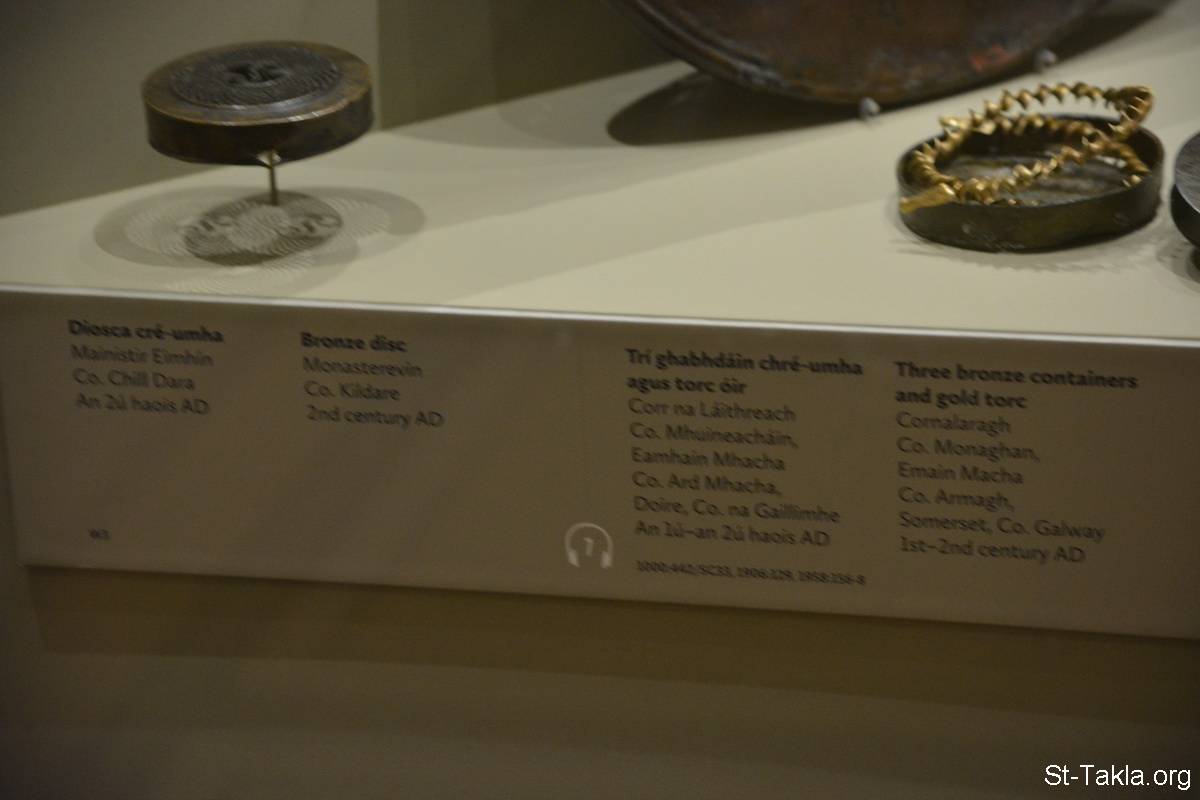 Diosca cré-umha
Mainistir Eimhín
Co. Chill Dara
An 2ú haois AD
Bronze disc
Monasterevin
Co. Kildare
2nd century AD
Trí ghabhdáin chré-umha
agus torc óir
Corr na Láithreach
Co. Mhuineacháin,
Eamhain Mhacha
Co. Ard Mhacha,
Doire, Co. na Gaillimhe
An 1ú–an 2ú haois AD
Three bronze containers
and gold torc
Cornalaragh
Co. Monaghan,
Emain Macha
Co. Armagh,
Somerset, Co. Galway
1st–2nd century AD
7
St-Takla.org